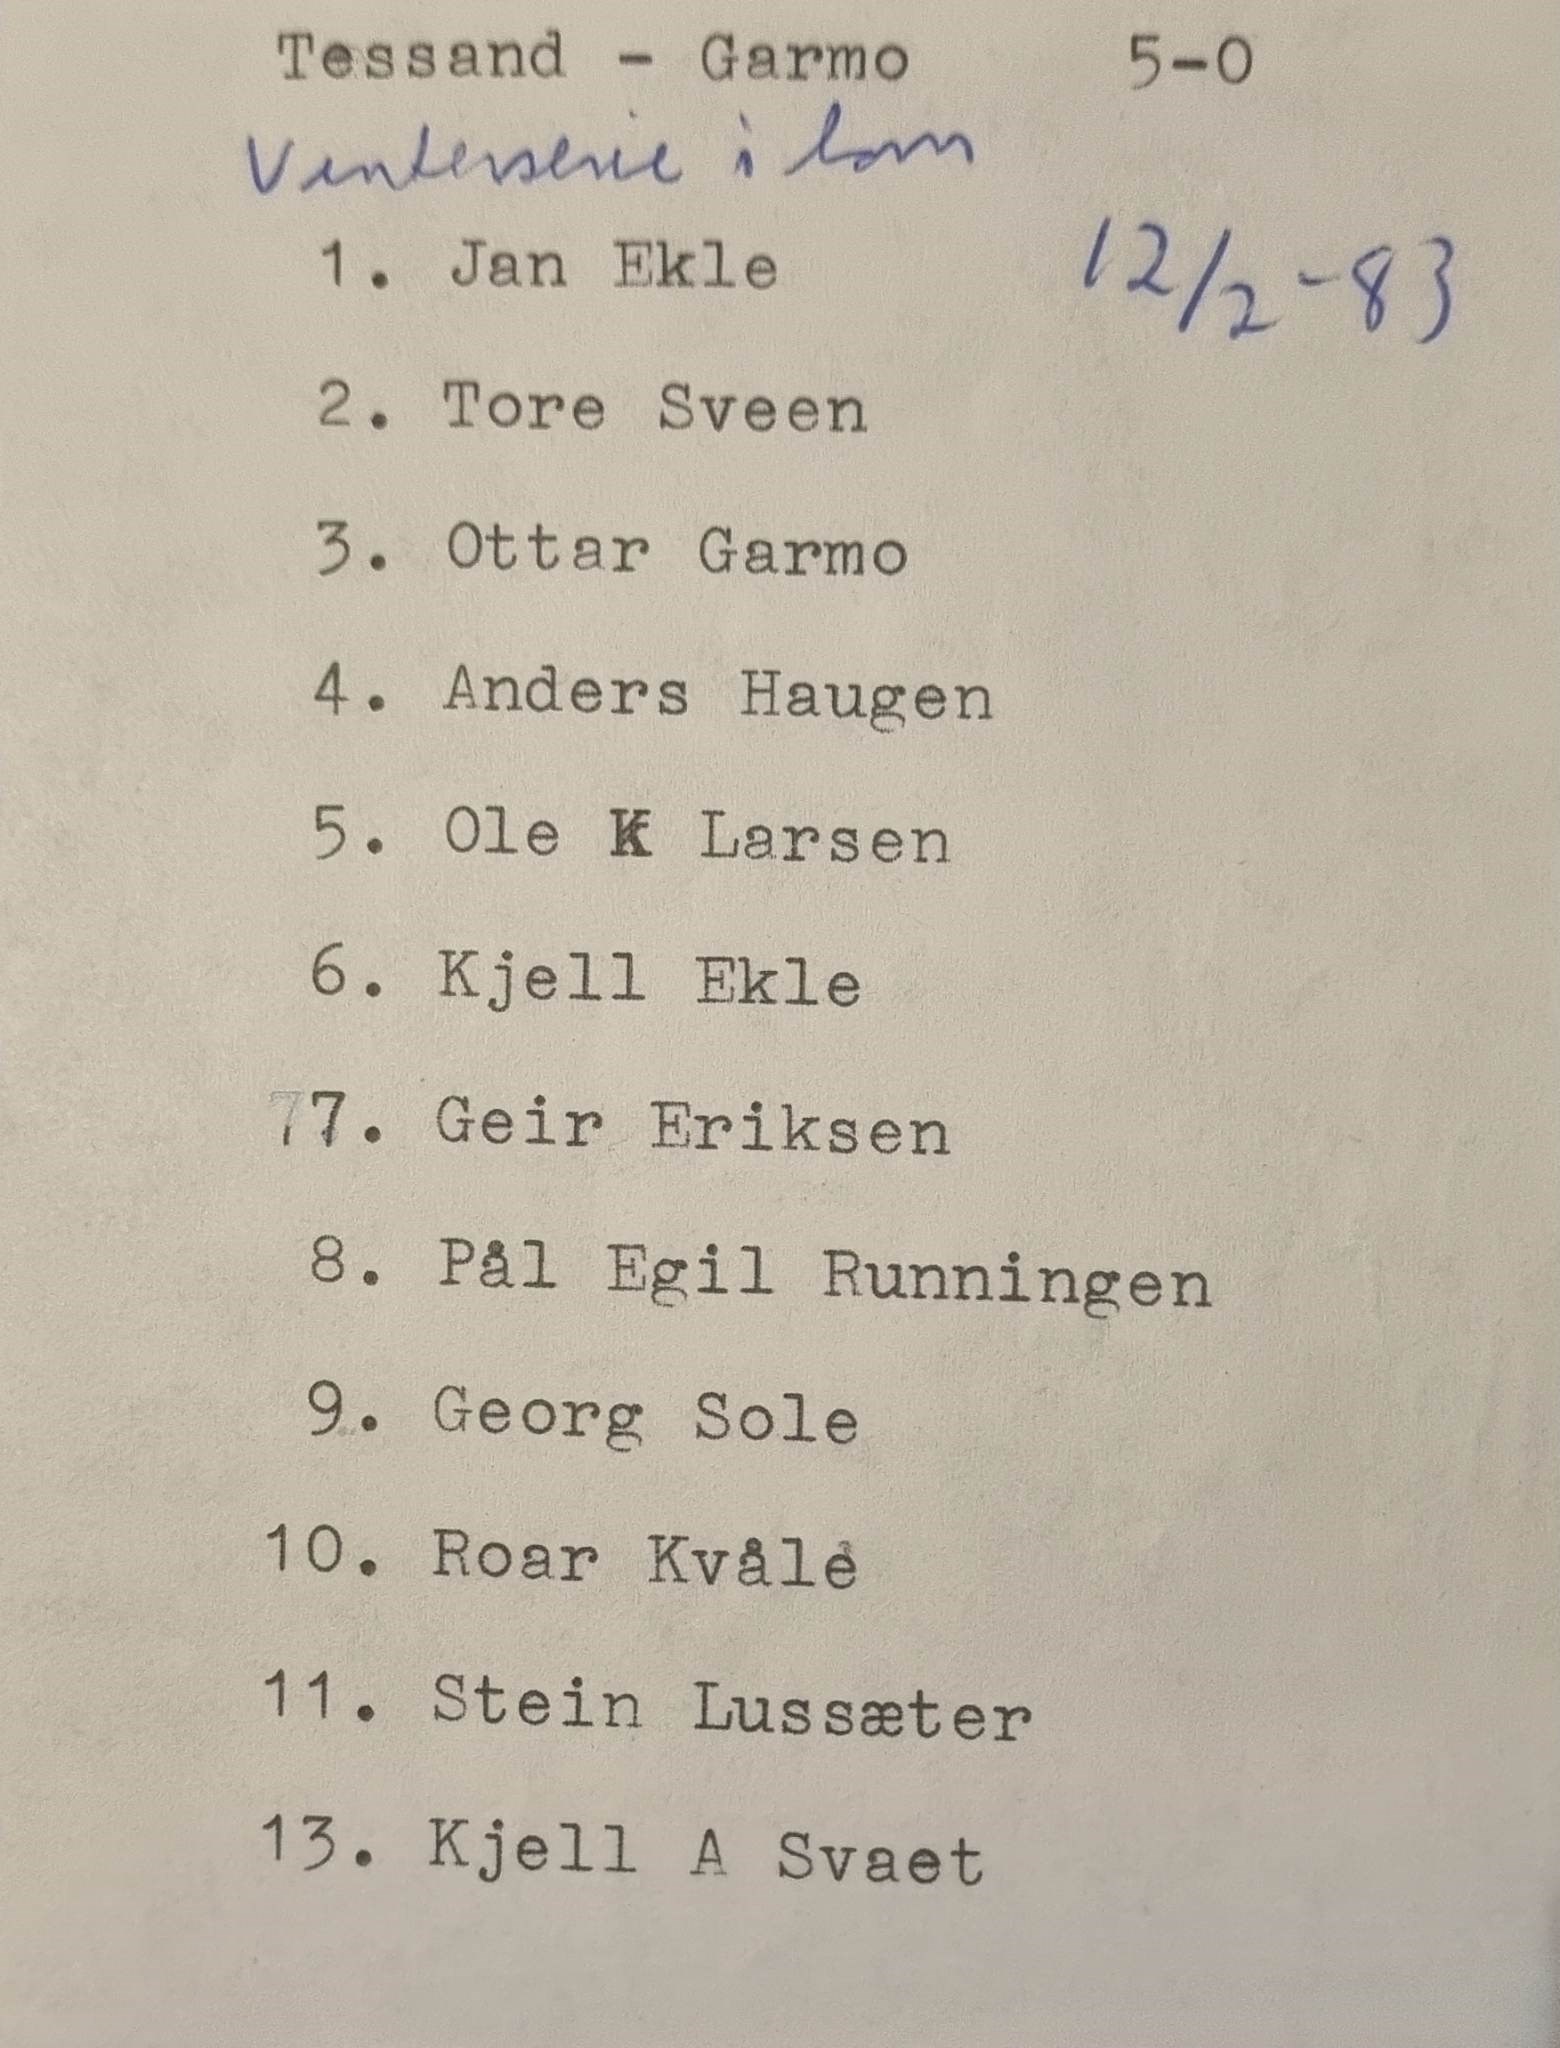 Tessand - Garmo 5-0
Vinterserie i Lom
12/2-83
1. Jan Ekle
2. Tore Sveen
3. Ottar Garmo
4. Anders Haugen
5. Ole K Larsen
6. Kjell Ekle
77. Geir Eriksen
8. Pål Egil Runningen
9. Georg Sole
10. Roar Kvåle
11. Stein Lussæter
13. Kjell A Svaet